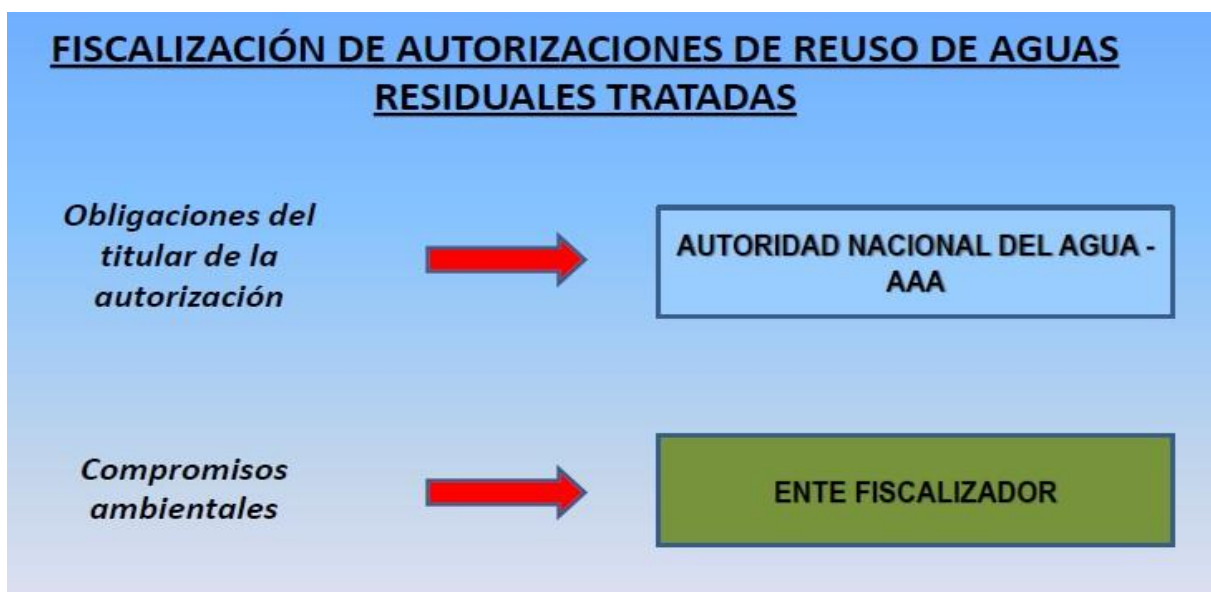 FISCALIZACIÓN DE AUTORIZACIONES DE REUSO DE AGUAS
RESIDUALES TRATADAS
Obligaciones del
titular de la
autorización
AUTORIDAD NACIONAL DEL AGUA -
AAA
Compromisos
ambientales
ENTE FISCALIZADOR